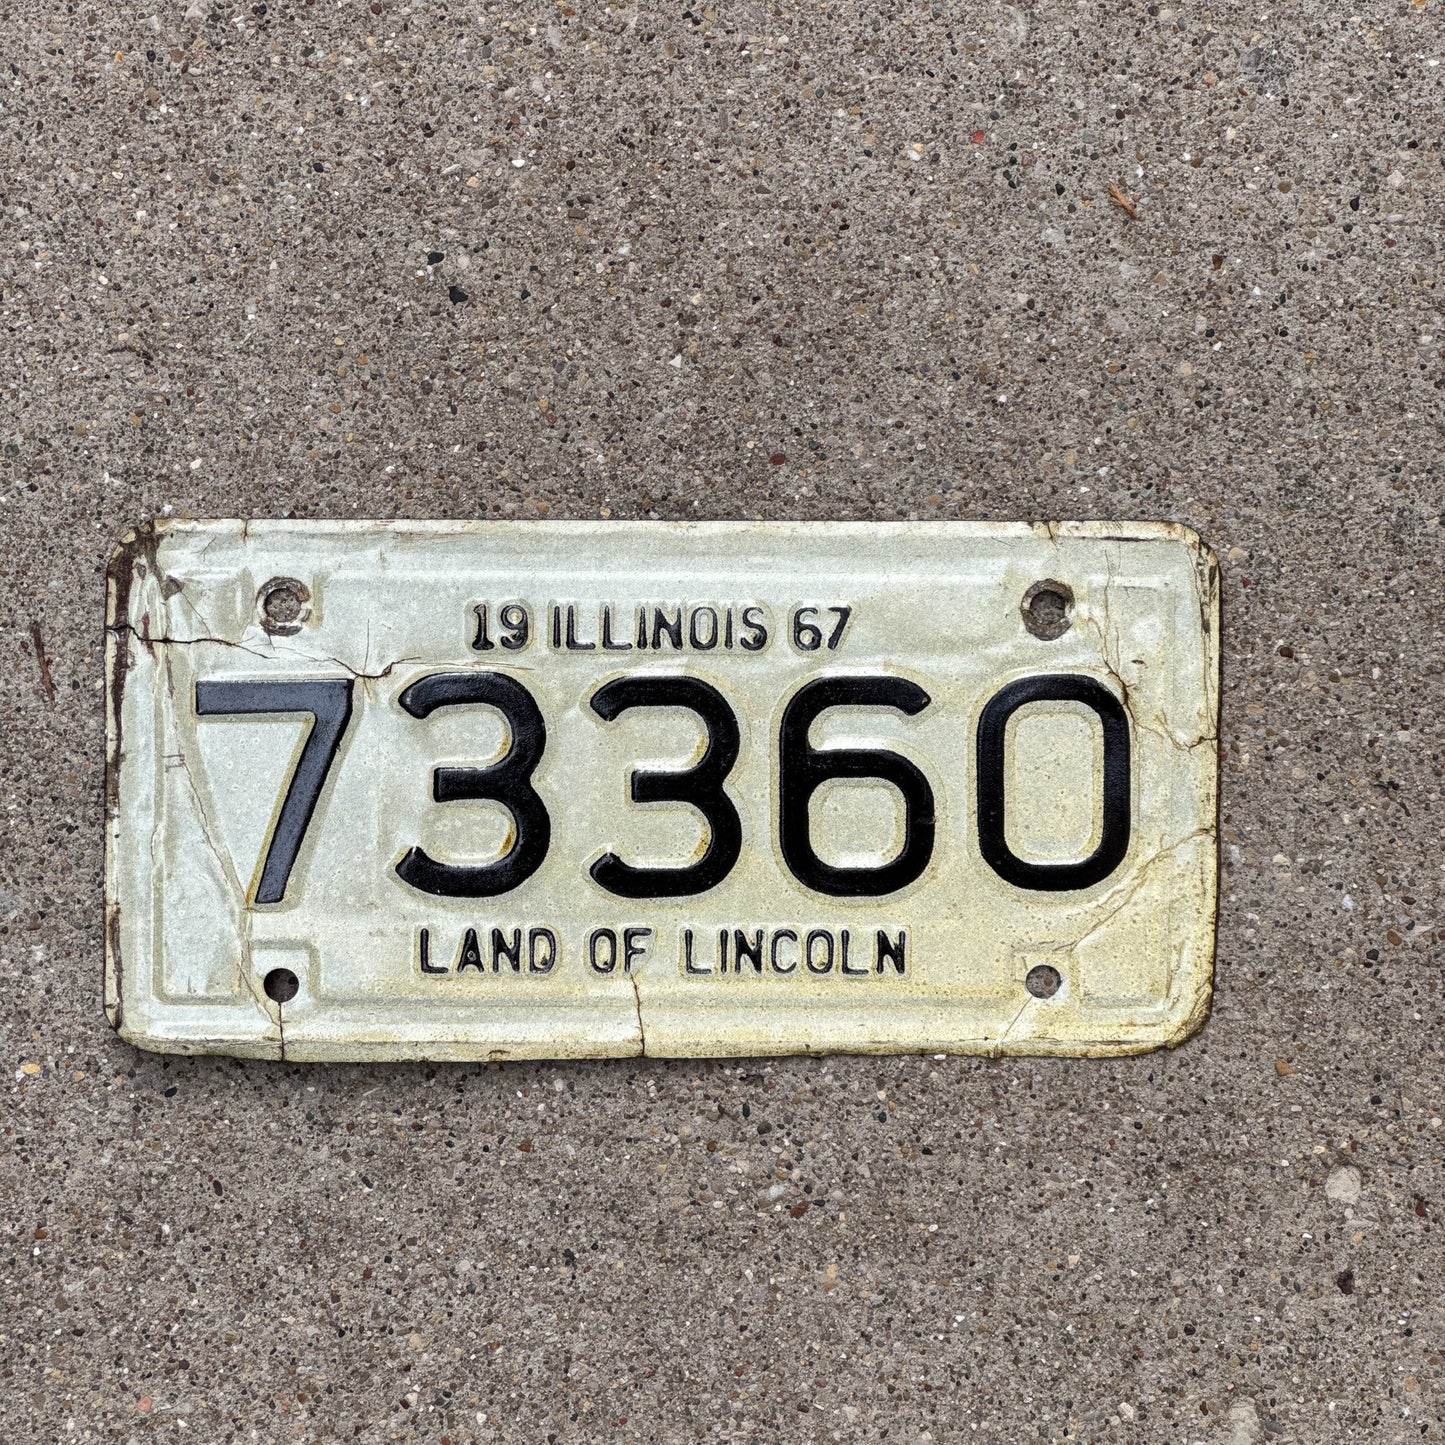 19 ILLINOIS 67
73360
LAND OF LINCOLN